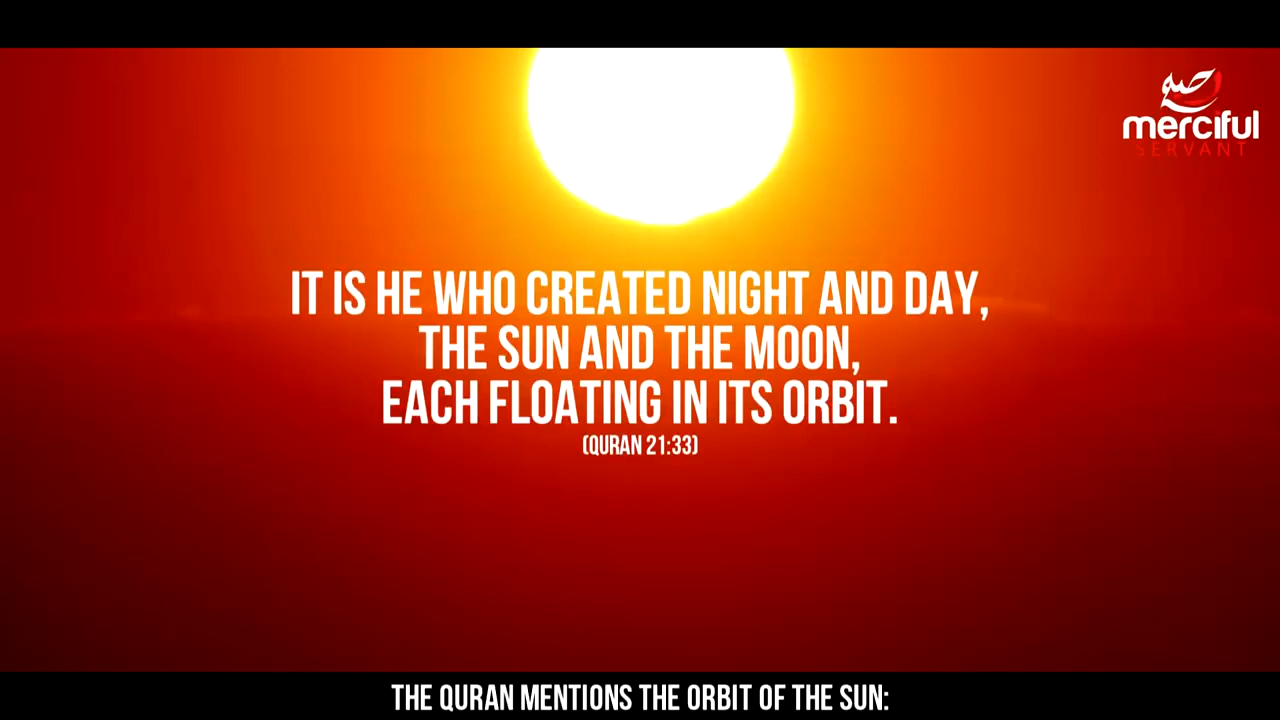 merciful
SERVANT
IT IS HE WHO CREATED NIGHT AND DAY,
THE SUN AND THE MOON,
EACH FLOATING IN ITS ORBIT.
(QURAN 21:33)
THE QURAN MENTIONS THE ORBIT OF THE SUN: